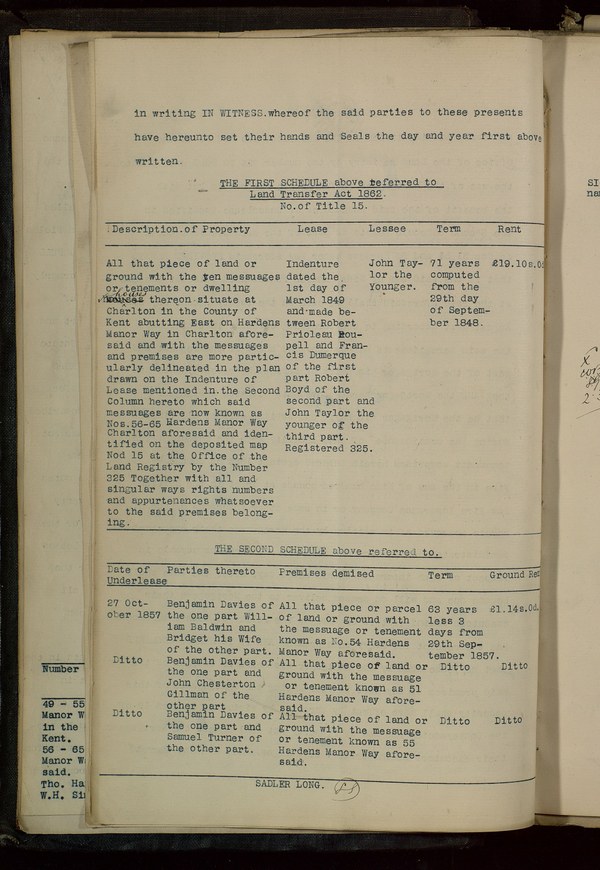 in writing IN WITNESS.whereof the said parties to these presents
have hereunto set their hands and Seals the day and year first above
written.
THE FIRST SCHEDULE above referred to
Land Transfer Act 1862.
No.of Title 15.
Description.of Property Lease Lessee Term Rent
All that piece of land or
ground with the ten messuages
or tenements or dwelling
houses
thereon situate at
Charlton in the County of
Kent abutting East on Hardens
Manor Way in Charlton afore-
said and with the messuages
and premises are more partic-
ularly delineated in the plan
drawn on the Indenture of
Lease mentioned in.the Second
Column hereto which said
messuages are now known as
Nos.56-65 Hardens Manor Way
Charlton aforesaid and iden-
tified on the deposited map
Nod 15 at the Office of the
Land Registry by the Number
325 Together with all and
singular ways rights numbers
and appurtenances whatsoever
to the said premises belong-
ing.
Indenture
dated the
1st day of
March 1849
and made be-
tween Robert
Prioleau Rou-
pell and Fran-
cis Dumerque
of the first
part Robert
Boyd of the
second part and
John Taylor the
younger of the
third part.
Registered 325.
John Tay-
lor the
Younger.
71 years
computed
from the
29th day
of Septem-
ber 1848.
£19.10s.0
THE SECOND SCHEDULE above referred to.
Date of
Underlease
Parties thereto Premises demised Term Ground Ren
27 Oct-
ober 1857
Benjamin Davies of
the one part Will-
iam Baldwin and
Bridget his Wife
of the other part.
All that piece or parcel
of land or ground with
the messuage or tenement
known as No.54 Hardens
Manor Way aforesaid.
63 years
less 3
days from
29th Sep-
tember 1857.
£1.14s.0d.
Ditto
Benjamin Davies of
the one part and
John Chesterton
Gillman of the
other part
All that piece of land or
ground with the messuage
or tenement known as 51
Hardens Manor Way afore-
said.
Ditto
Ditto
Ditto
Benjamin Davies of
the one part and
Samuel Turner of
the other part.
All that piece of land or
ground with the messuage
or tenement known as 55
Hardens Manor Way afore-
said.
Ditto
Ditto
SADLER LONG.
Number
49 - 55
Manor W
in the
Kent.
56 - 65
Manor W
said.
Tho. Ha
W.H. Si
SI
na